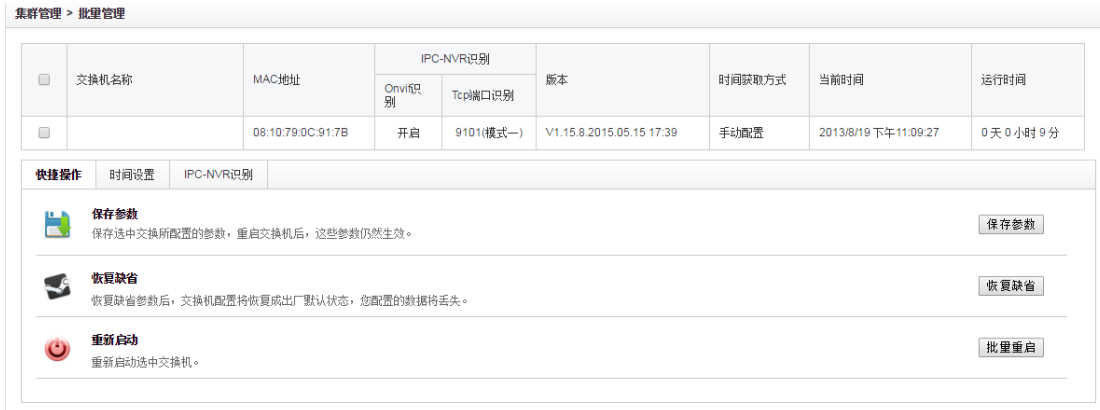 集群管理 > 批量管理
交换机名称 MAC地址 IPC-NVR识别 版本 时间获取方式 当前时间 运行时间
Onvif识别 Tcp端口识别
08:10:79:0C:91:7B 开启 9101(模式一) V1.15.8.2015.05.15 17:39 手动配置 2013/8/19 下午11:09:27 0 天 0 小时 9 分
快捷操作 时间设置 IPC-NVR识别
保存参数
保存选中交换所配置的参数，重启交换机后，这些参数仍然生效。
保存参数
恢复缺省
恢复缺省参数后，交换机配置将恢复成出厂默认状态，您配置的数据将丢失。
恢复缺省
重新启动
重新启动选中交换机。
批里重启